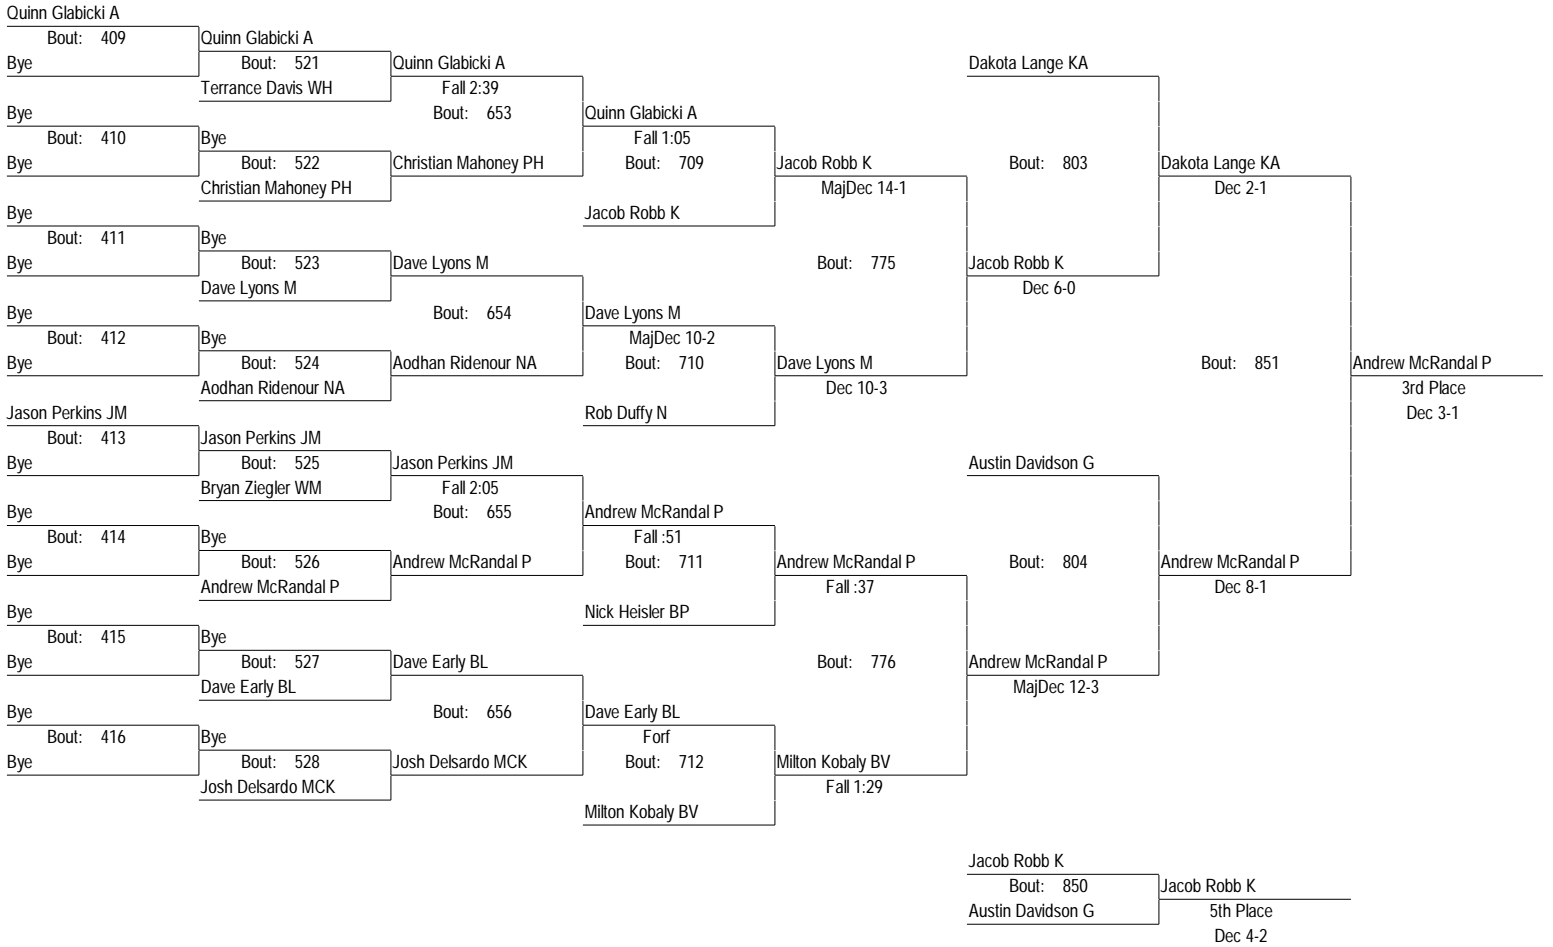 Quinn Glabicki A
Bout: 409
Quinn Glabicki A
Bye
Bout: 521
Quinn Glabicki A
Dakota Lange KA
Terrance Davis WH
Fall 2:39
Bye
Bout: 653
Quinn Glabicki A
Bout: 410
Bye
Fall 1:05
Bye
Bout: 522
Christian Mahoney PH
Bout: 709
Jacob Robb K
Bout: 803
Dakota Lange KA
Christian Mahoney PH
MajDec 14-1
Dec 2-1
Bye
Jacob Robb K
Bout: 411
Bye
Bye
Bout: 523
Dave Lyons M
Bout: 775
Jacob Robb K
Dave Lyons M
Dec 6-0
Bye
Bout: 654
Dave Lyons M
Bout: 412
Bye
MajDec 10-2
Bye
Bout: 524
Aodhan Ridenour NA
Bout: 710
Dave Lyons M
Bout: 851
Andrew McRandal P
Aodhan Ridenour NA
Dec 10-3
3rd Place
Jason Perkins JM
Rob Duffy N
Dec 3-1
Bout: 413
Jason Perkins JM
Bye
Bout: 525
Jason Perkins JM
Austin Davidson G
Bryan Ziegler WM
Fall 2:05
Bye
Bout: 655
Andrew McRandal P
Bout: 414
Bye
Fall :51
Bye
Bout: 526
Andrew McRandal P
Bout: 711
Andrew McRandal P
Bout: 804
Andrew McRandal P
Andrew McRandal P
Fall :37
Dec 8-1
Bye
Nick Heisler BP
Bout: 415
Bye
Bye
Bout: 527
Dave Early BL
Bout: 776
Andrew McRandal P
Dave Early BL
MajDec 12-3
Bye
Bout: 656
Dave Early BL
Bout: 416
Bye
Forf
Bye
Bout: 528
Josh Delsardo MCK
Bout: 712
Milton Kobaly BV
Josh Delsardo MCK
Fall 1:29
Milton Kobaly BV
Jacob Robb K
Bout: 850
Jacob Robb K
Austin Davidson G
5th Place
Dec 4-2